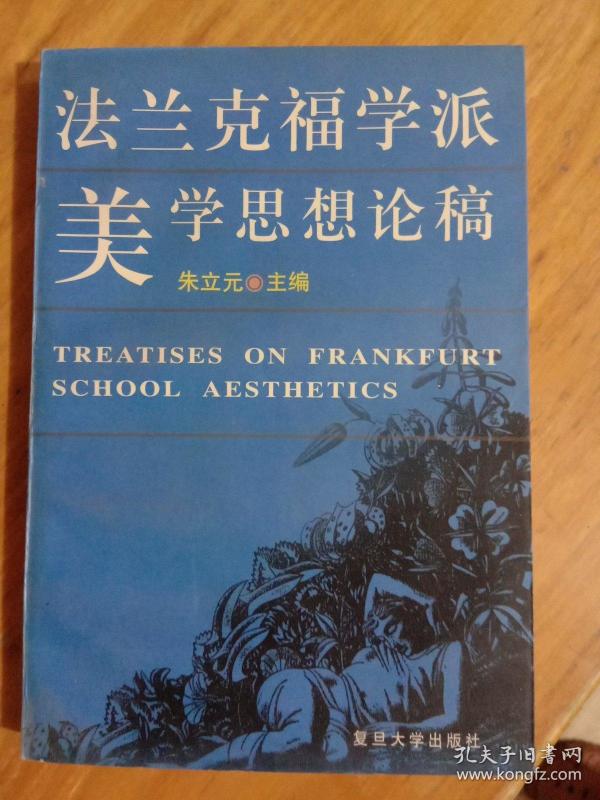 法兰克福学派
美学思想论稿
朱立元◉主编
TREATISES ON FRANKFURT
SCHOOL AESTHETICS
复旦大学出版社
孔夫子旧书网
www.kongfz.com